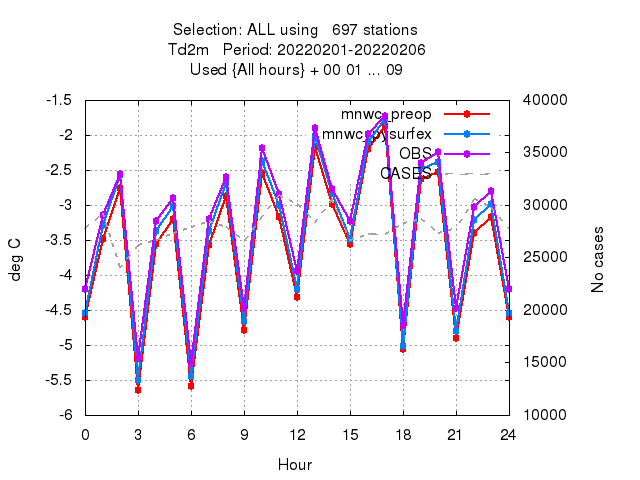 Selection: ALL using   697 stations
Td2m   Period: 20220201-20220206
Used {All hours} + 00 01 ... 09
mnwc_preop
mnwc_pysurfex
OBS
CASES
-1.5
-2
-2.5
-3
-3.5
-4
-4.5
-5
-5.5
-6
deg C
40000
35000
30000
25000
20000
15000
10000
No cases
0 3 6 9 12 15 18 21 24
Hour